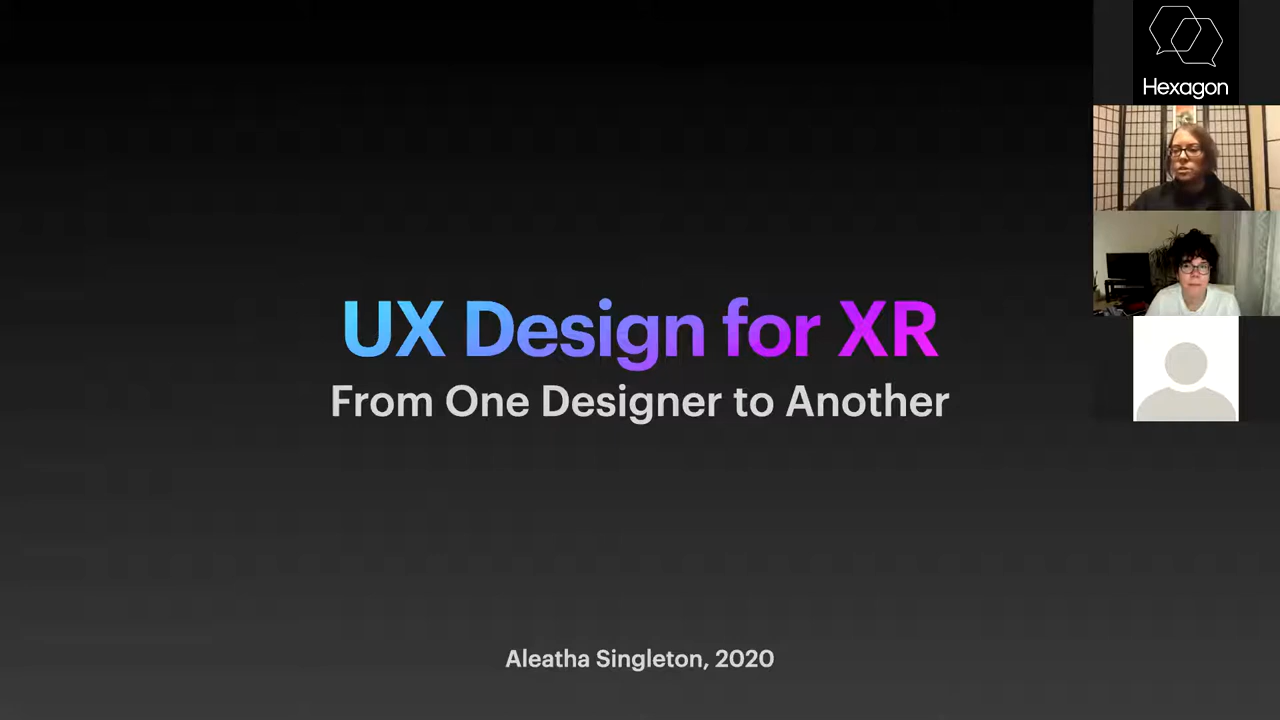 UX Design for XR
From One Designer to Another
Aleatha Singleton, 2020
Hexagon